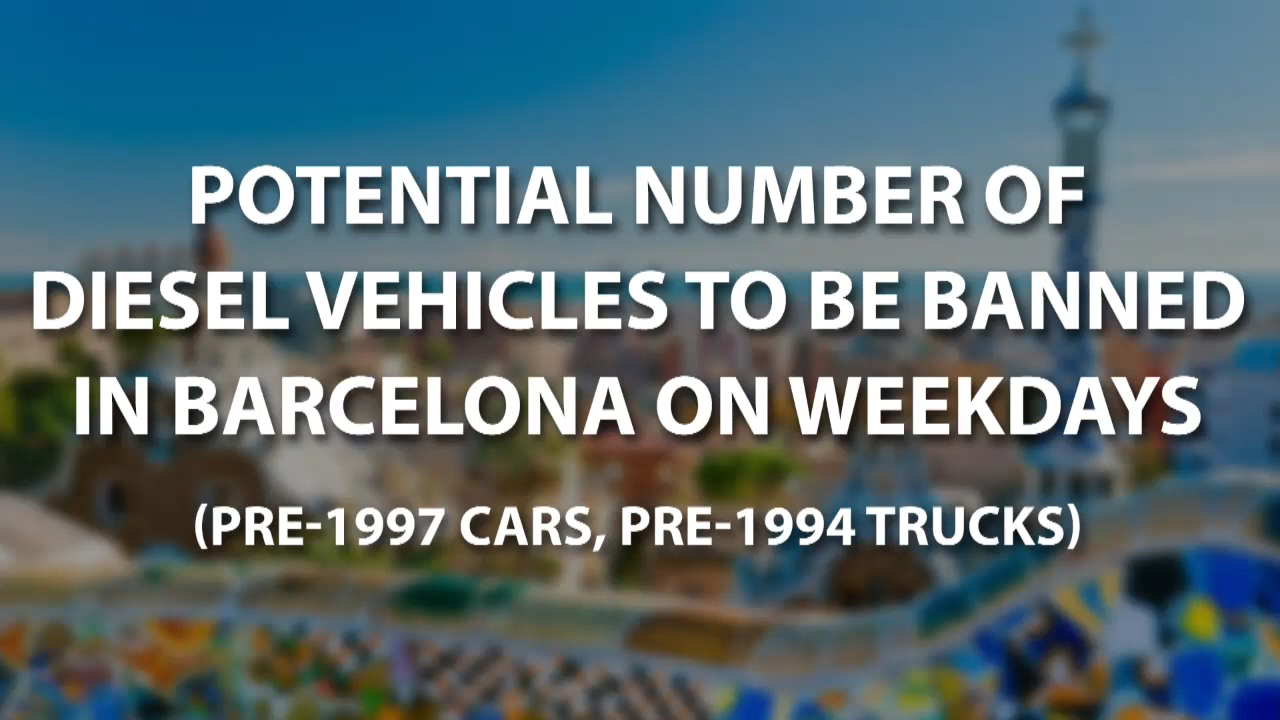 POTENTIAL NUMBER OF
DIESEL VEHICLES TO BE BANNED
IN BARCELONA ON WEEKDAYS
(PRE-1997 CARS, PRE-1994 TRUCKS)